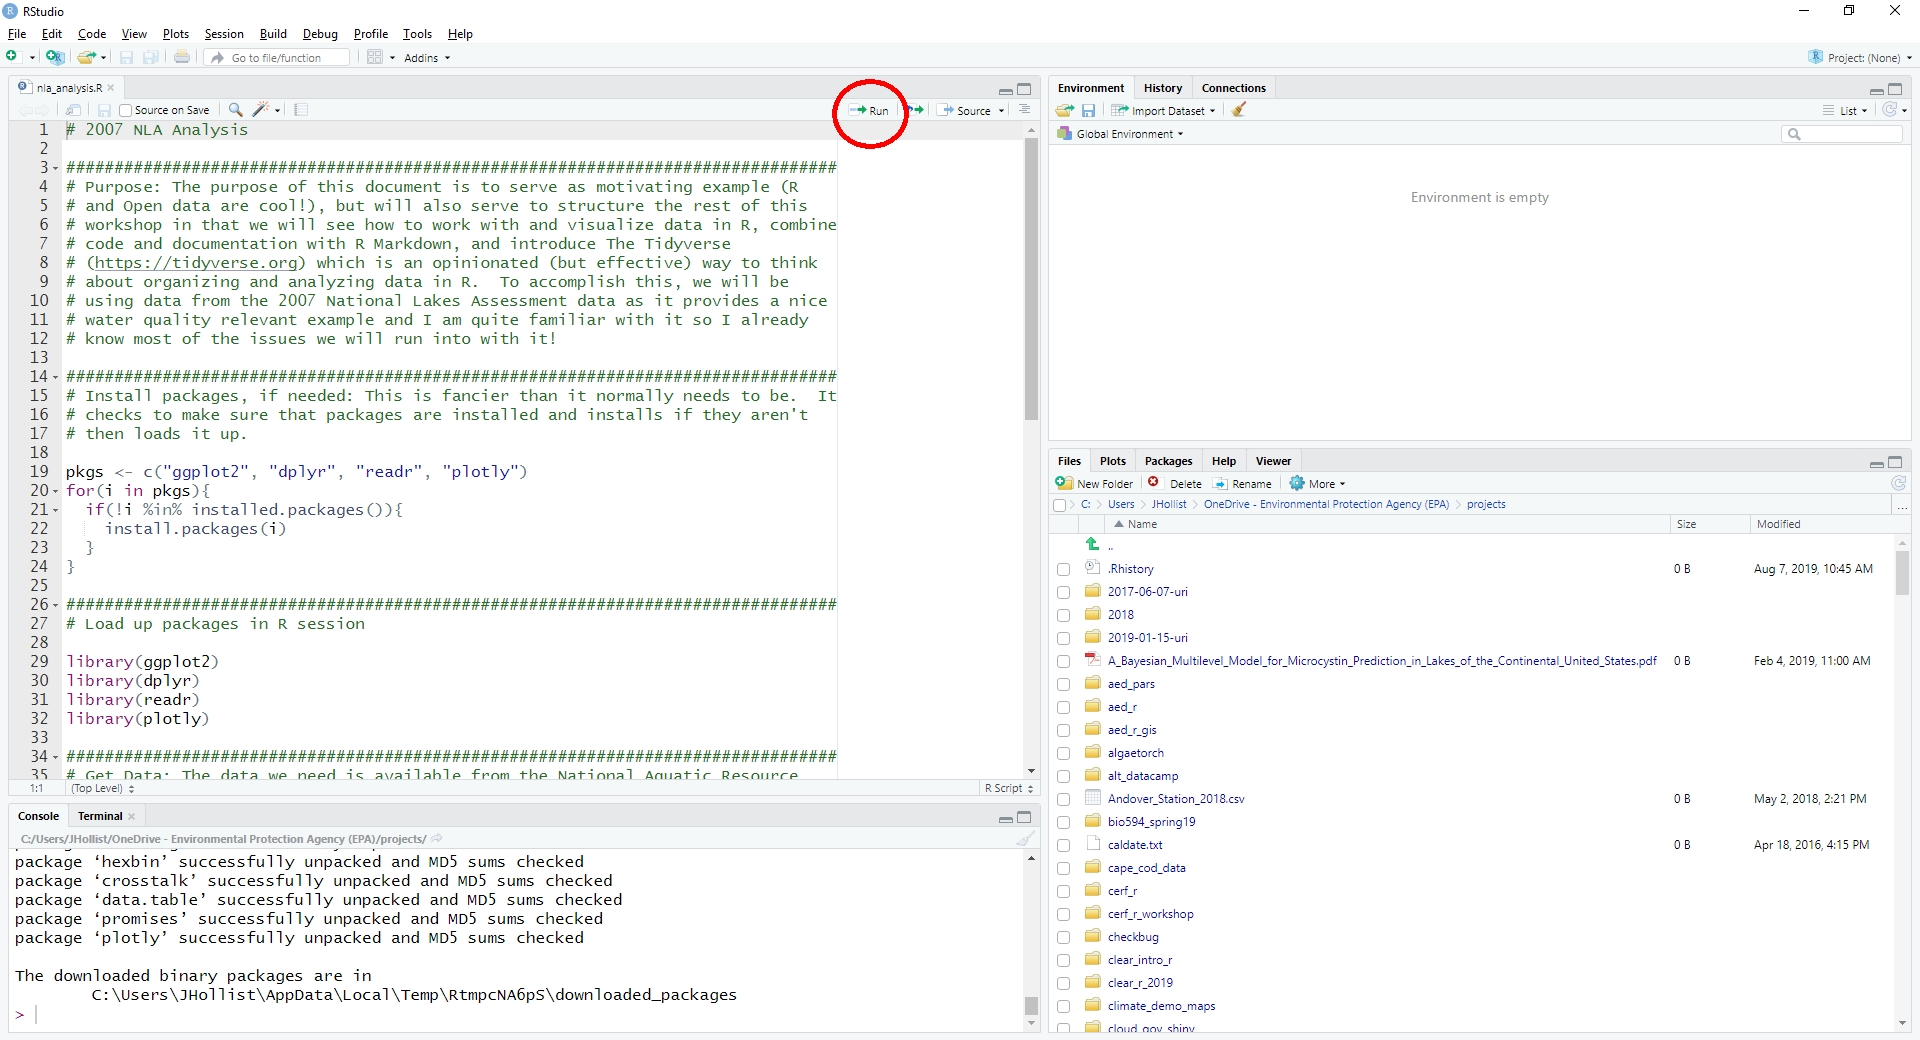 RStudio
File Edit Code View Plots Session Build Debug Profile Tools Help
Go to file/function Addins Project: (None)
nla_analysis.R
Source on Save Run Source
1 # 2007 NLA Analysis
2
3 ################################################################################
4 # Purpose: The purpose of this document is to serve as motivating example (R
5 # and Open data are cool!), but will also serve to structure the rest of this
6 # workshop in that we will see how to work with and visualize data in R, combine
7 # code and documentation with R Markdown, and introduce The Tidyverse
8 # (https://tidyverse.org) which is an opinionated (but effective) way to think
9 # about organizing and analyzing data in R.  To accomplish this, we will be
10 # using data from the 2007 National Lakes Assessment data as it provides a nice
11 # water quality relevant example and I am quite familiar with it so I already
12 # know most of the issues we will run into with it!
13
14 ################################################################################
15 # Install packages, if needed: This is fancier than it normally needs to be.  It
16 # checks to make sure that packages are installed and installs if they aren't
17 # then loads it up.
18
19 pkgs <- c("ggplot2", "dplyr", "readr", "plotly")
20 for(i in pkgs){
21   if(!i %in% installed.packages()){
22     install.packages(i)
23   }
24 }
25
26 ################################################################################
27 # Load up packages in R session
28
29 library(ggplot2)
30 library(dplyr)
31 library(readr)
32 library(plotly)
33
34 ################################################################################
35 # Get Data: The data we need is available from the National Aquatic Resource
1:1 (Top Level) R Script
Console Terminal
C:/Users/JHollist/OneDrive - Environmental Protection Agency (EPA)/projects/
package ‘hexbin’ successfully unpacked and MD5 sums checked
package ‘crosstalk’ successfully unpacked and MD5 sums checked
package ‘data.table’ successfully unpacked and MD5 sums checked
package ‘promises’ successfully unpacked and MD5 sums checked
package ‘plotly’ successfully unpacked and MD5 sums checked
The downloaded binary packages are in
C:\Users\JHollist\AppData\Local\Temp\RtmpcNA6pS\downloaded_packages
>
Environment History Connections
Import Dataset List
Global Environment
Environment is empty
Files Plots Packages Help Viewer
New Folder Delete Rename More
C: Users JHollist OneDrive - Environmental Protection Agency (EPA) projects ...
Name Size Modified
..
.Rhistory 0 B Aug 7, 2019, 10:45 AM
2017-06-07-uri
2018
2019-01-15-uri
A_Bayesian_Multilevel_Model_for_Microcystin_Prediction_in_Lakes_of_the_Continental_United_States.pdf 0 B Feb 4, 2019, 11:00 AM
aed_pars
aed_r
aed_r_gis
algaetorch
alt_datacamp
Andover_Station_2018.csv 0 B May 2, 2018, 2:21 PM
bio594_spring19
caldate.txt 0 B Apr 18, 2016, 4:15 PM
cape_cod_data
cerf_r
cerf_r_workshop
checkbug
clear_intro_r
clear_r_2019
climate_demo_maps
cloud_gov_shiny